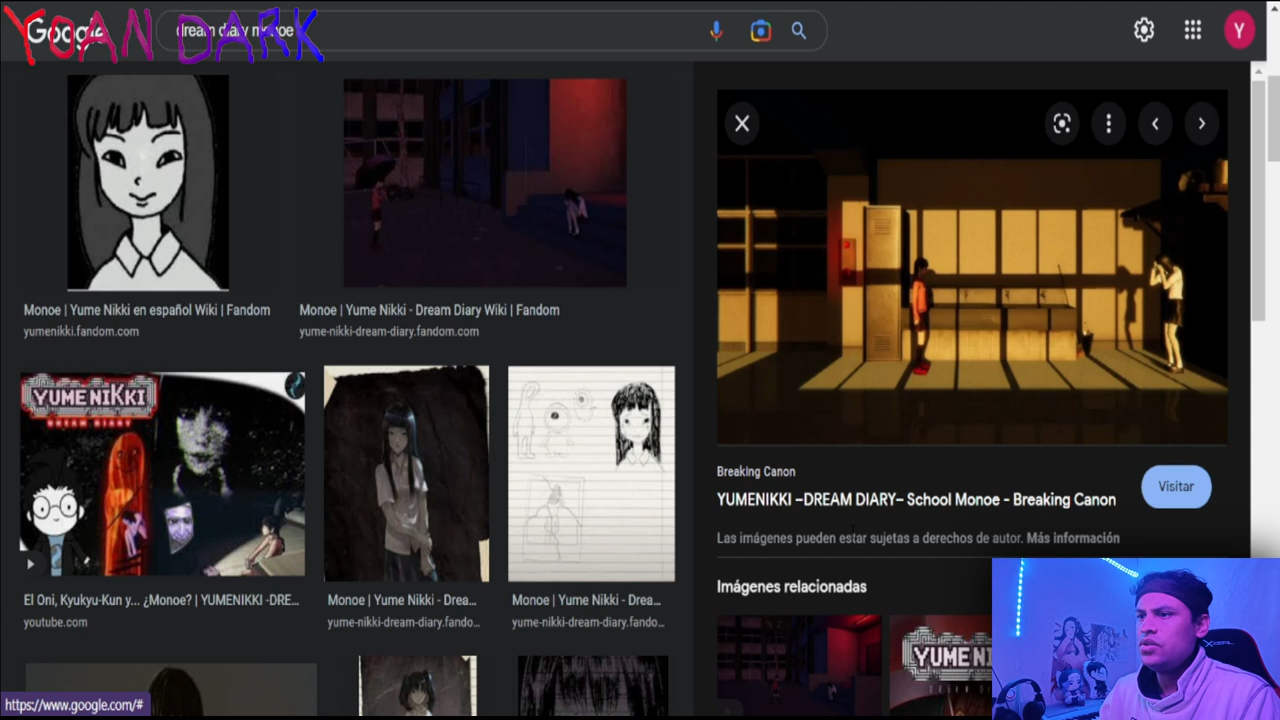 YOAN DARK
Google
dream diary monoe
Y
Monoe | Yume Nikki en español Wiki | Fandom
yumenikki.fandom.com
Monoe | Yume Nikki - Dream Diary Wiki | Fandom
yume-nikki-dream-diary.fandom.com
YUMENIKKI
DREAM DIARY
El Oni, Kyukyu-Kun y... ¿Monoe? | YUMENIKKI -DRE...
youtube.com
Monoe | Yume Nikki - Drea...
yume-nikki-dream-diary.fando...
Monoe | Yume Nikki - Drea...
yume-nikki-dream-diary.fando...
Breaking Canon
YUMENIKKI –DREAM DIARY– School Monoe - Breaking Canon
Visitar
Las imágenes pueden estar sujetas a derechos de autor. Más información
Imágenes relacionadas
YUMEN
https://www.google.com/#